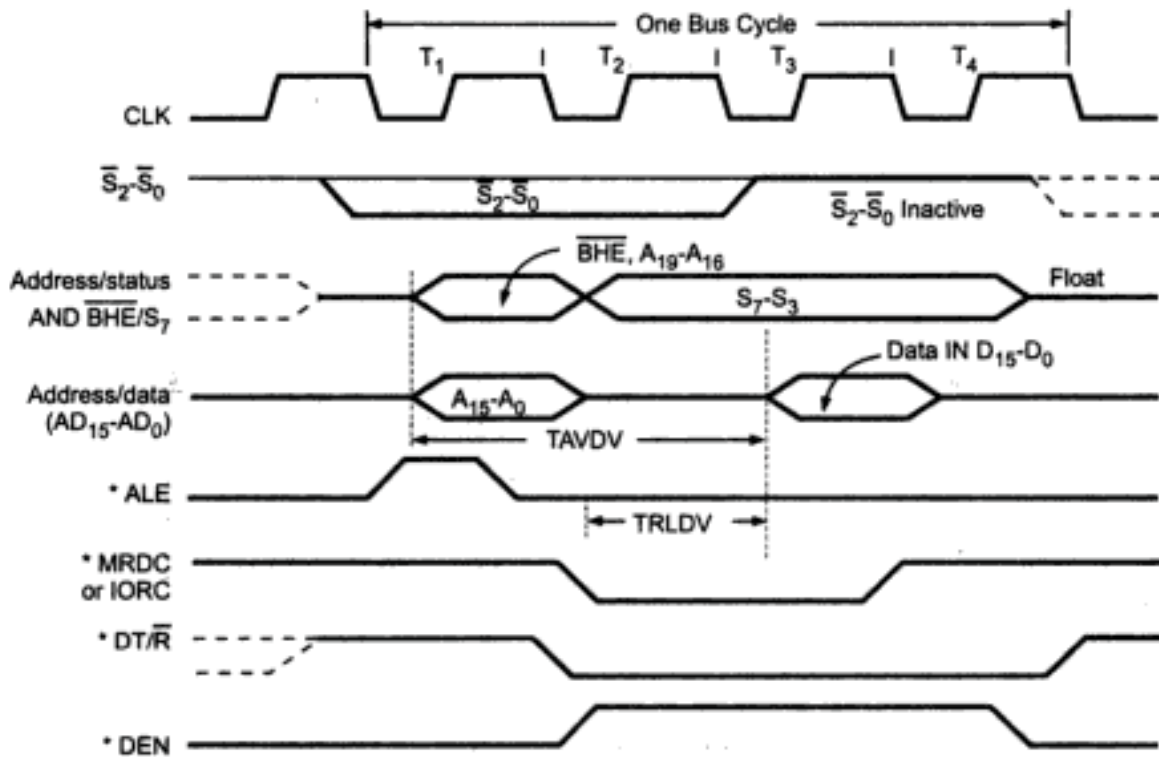 One Bus Cycle
T₁ T₂ T₃ T₄
CLK
S̅₂-S̅₀
S̅₂-S̅₀
S̅₂-S̅₀ Inactive
B̅H̅E̅, A₁₉-A₁₆
Address/status
AND B̅H̅E̅/S₇
S₇-S₃
Float
Data IN D₁₅-D₀
Address/data
(AD₁₅-AD₀)
A₁₅-A₀
TAVDV
* ALE
TRLDV
* MRDC
or IORC
* DT/R̅
* DEN